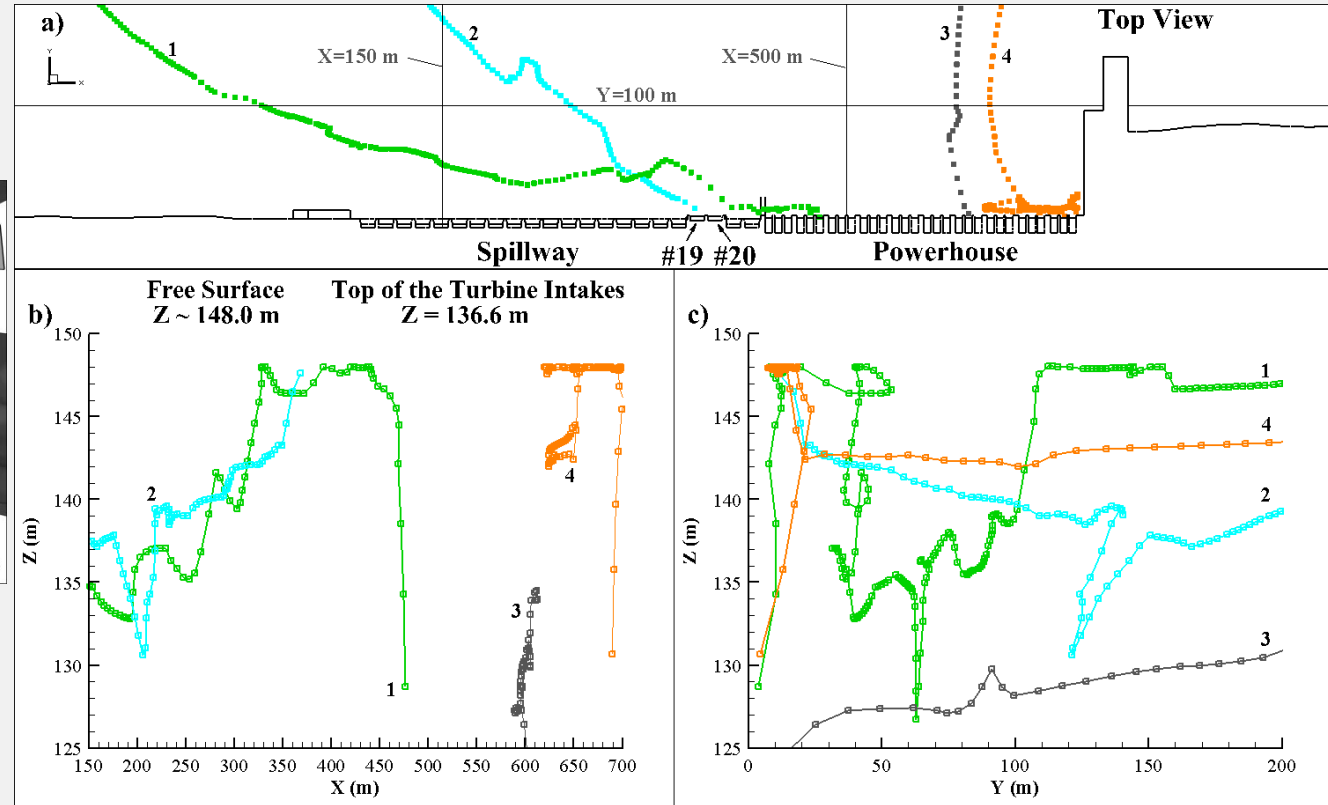 a)
Top View
1
2
3
4
X=150 m
X=500 m
Y=100 m
Y
X
Spillway
#19
#20
Powerhouse
b)
Free Surface
Z ~ 148.0 m
Top of the Turbine Intakes
Z = 136.6 m
150
145
140
135
130
125
Z (m)
150 200 250 300 350 400 450 500 550 600 650 700
X (m)
1
2
3
4
c)
150
145
140
135
130
125
Z (m)
0 50 100 150 200
Y (m)
1
4
2
3